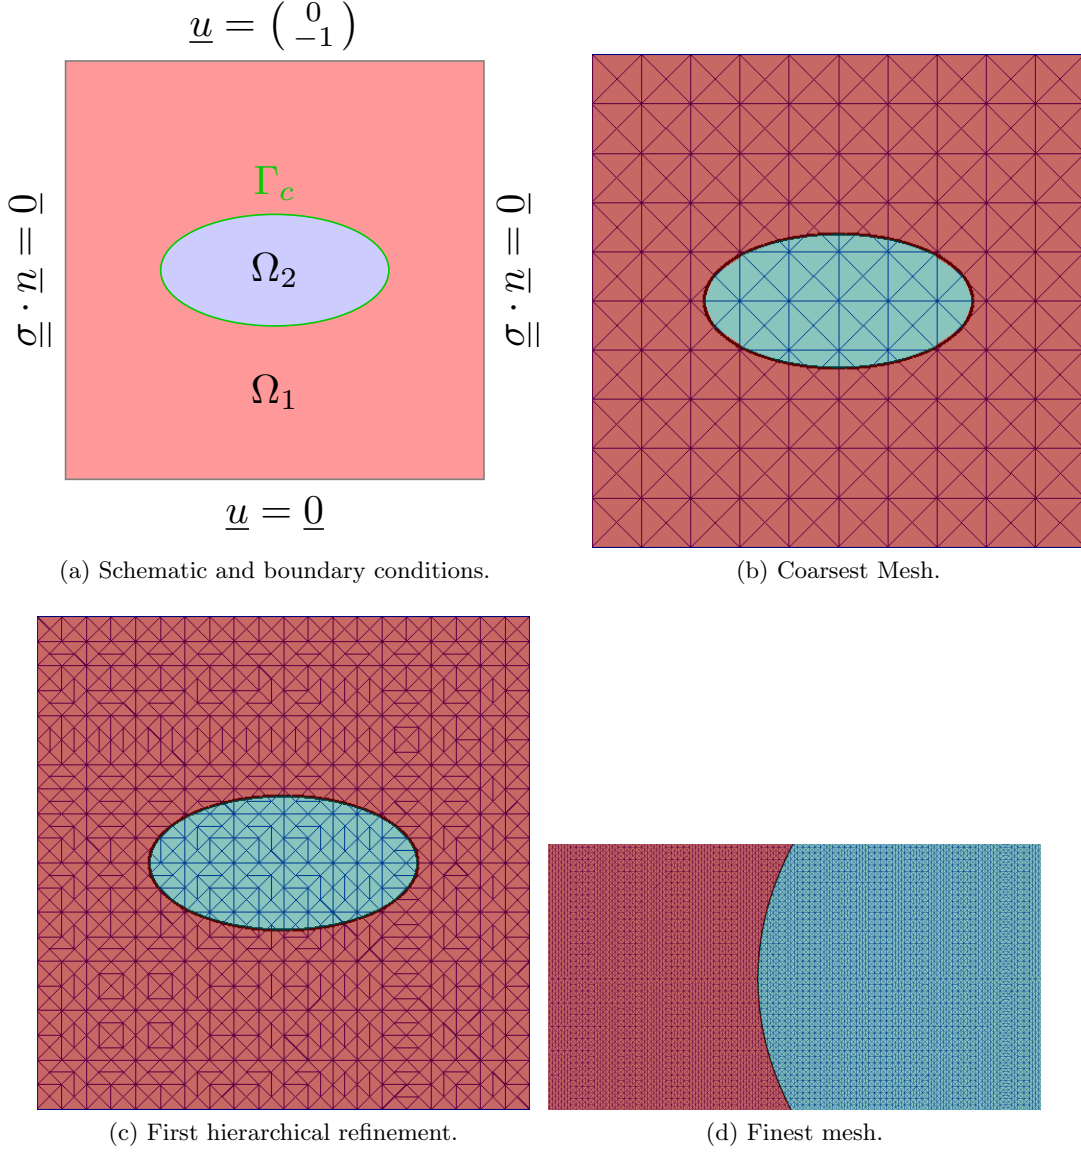 u = ( 0 −1 )
Γc
σ · n = 0
Ω2
σ · n = 0
Ω1
u = 0
(a) Schematic and boundary conditions.
(b) Coarsest Mesh.
(c) First hierarchical refinement.
(d) Finest mesh.